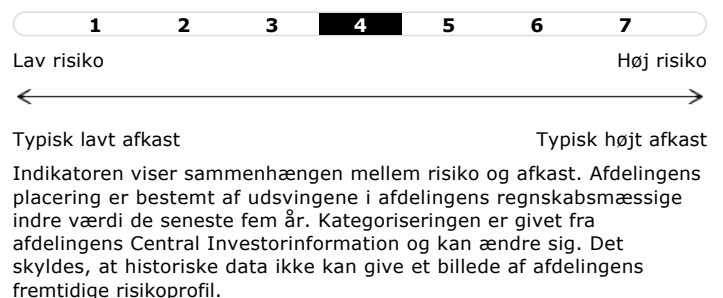 1 2 3 4 5 6 7
Lav risiko Høj risiko
Typisk lavt afkast Typisk højt afkast
Indikatoren viser sammenhængen mellem risiko og afkast. Afdelingens
placering er bestemt af udsvingene i afdelingens regnskabsmæssige
indre værdi de seneste fem år. Kategoriseringen er givet fra
afdelingens Central Investorinformation og kan ændre sig. Det
skyldes, at historiske data ikke kan give et billede af afdelingens
fremtidige risikoprofil.